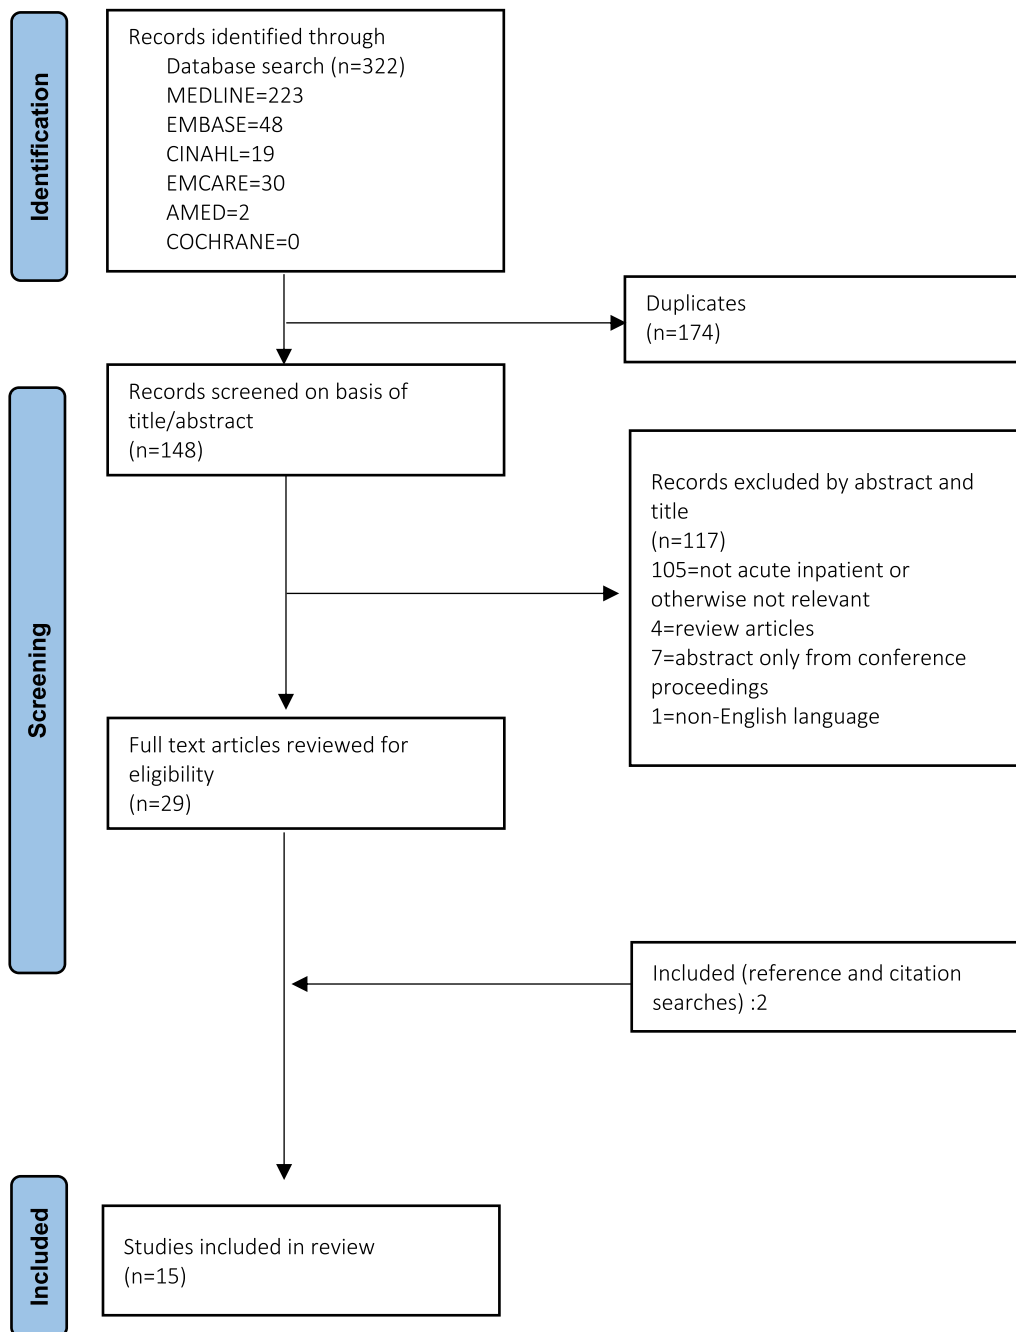 Identification
Records identified through
Database search (n=322)
MEDLINE=223
EMBASE=48
CINAHL=19
EMCARE=30
AMED=2
COCHRANE=0
Duplicates
(n=174)
Screening
Records screened on basis of
title/abstract
(n=148)
Records excluded by abstract and
title
(n=117)
105=not acute inpatient or
otherwise not relevant
4=review articles
7=abstract only from conference
proceedings
1=non-English language
Full text articles reviewed for
eligibility
(n=29)
Included (reference and citation
searches) :2
Included
Studies included in review
(n=15)